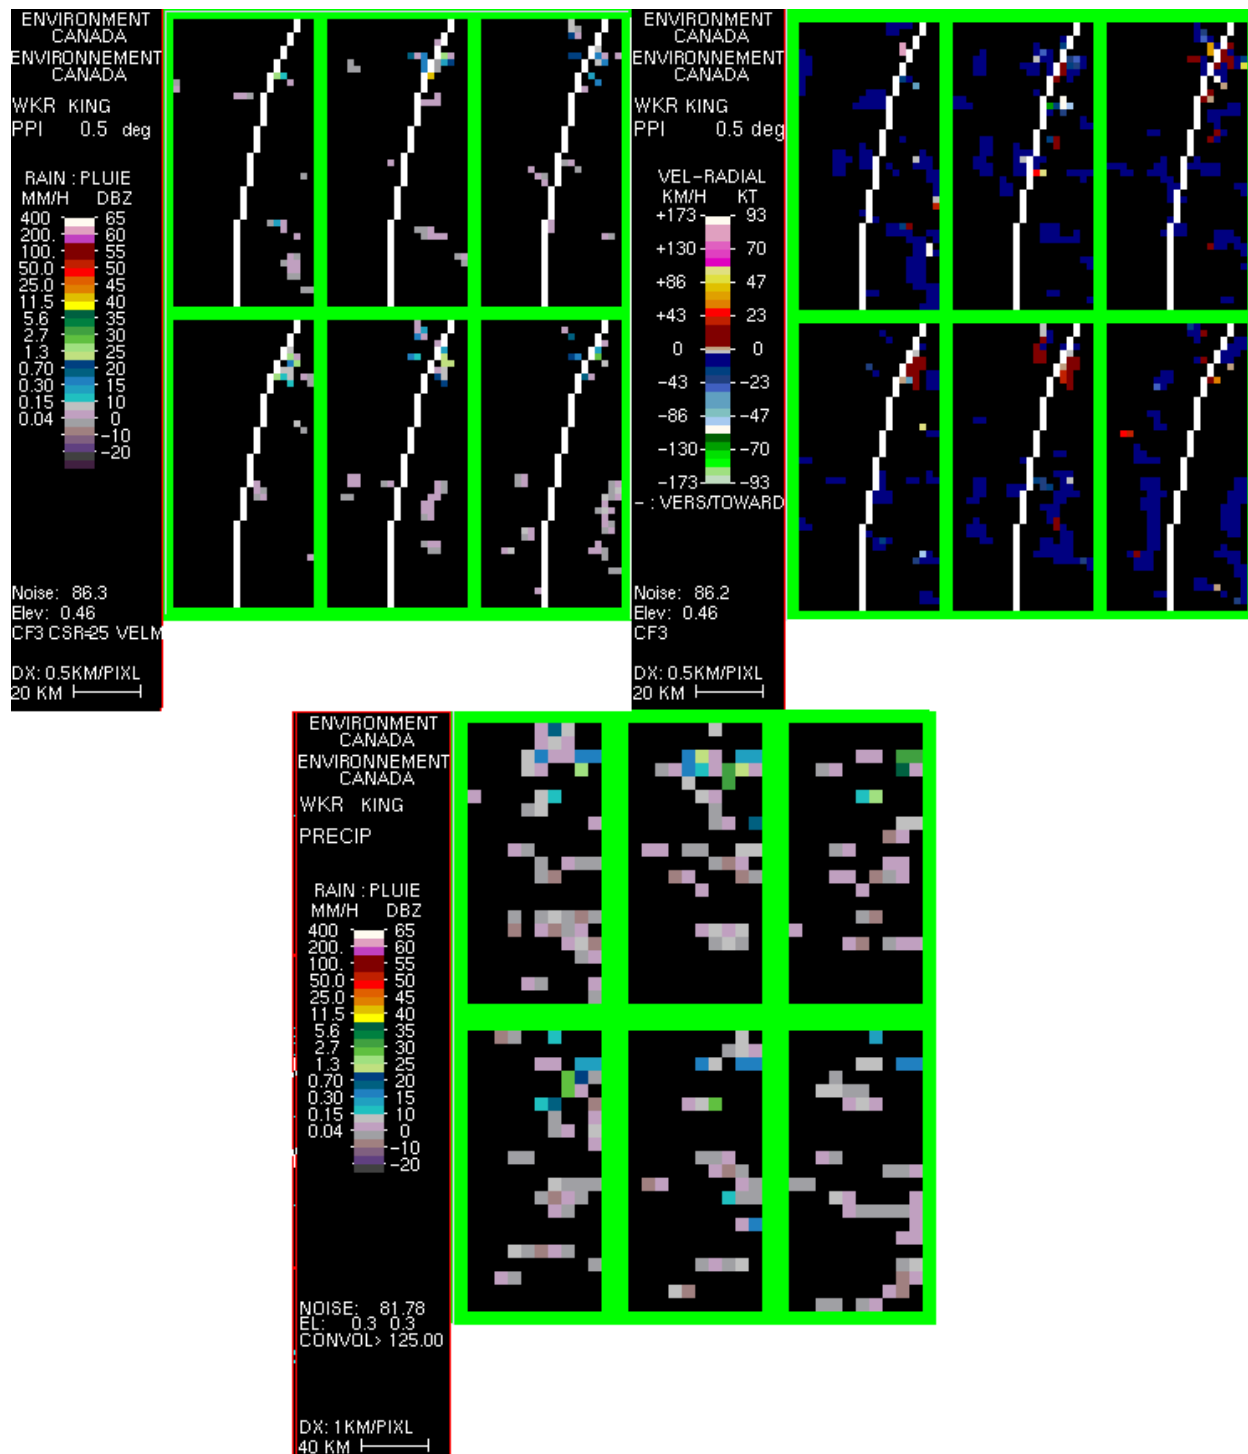 ENVIRONMENT
CANADA
ENVIRONNEMENT
CANADA
WKR KING
PPI 0.5 deg
RAIN : PLUIE
MM/H DBZ
400 65
200. 60
100. 55
50.0 50
25.0 45
11.5 40
5.6 35
2.7 30
1.3 25
0.70 20
0.30 15
0.15 10
0.04 0
-10
-20
Noise: 86.3
Elev: 0.46
CF3 CSR=25 VELM
DX: 0.5KM/PIXL
20 KM
ENVIRONMENT
CANADA
ENVIRONNEMENT
CANADA
WKR KING
PPI 0.5 deg
VEL-RADIAL
KM/H KT
+173 93
+130 70
+86 47
+43 23
0 0
-43 -23
-86 -47
-130 -70
-173 -93
- : VERS/TOWARD
Noise: 86.2
Elev: 0.46
CF3
DX: 0.5KM/PIXL
20 KM
ENVIRONMENT
CANADA
ENVIRONNEMENT
CANADA
WKR KING
PRECIP
RAIN : PLUIE
MM/H DBZ
400 65
200. 60
100. 55
50.0 50
25.0 45
11.5 40
5.6 35
2.7 30
1.3 25
0.70 20
0.30 15
0.15 10
0.04 0
-10
-20
NOISE: 81.78
EL: 0.3 0.3
CONVOL> 125.00
DX: 1KM/PIXL
40 KM